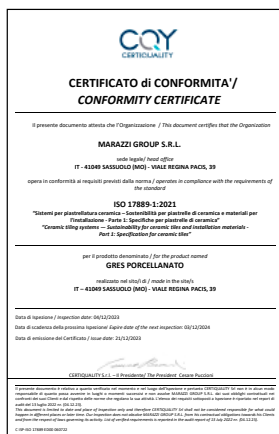 CQY
CERTIQUALITY
CERTIFICATO di CONFORMITA'/
CONFORMITY CERTIFICATE
Il presente documento attesta che l'Organizzazione / This document certifies that the Organization
MARAZZI GROUP S.R.L.
sede legale/ head office
IT - 41049 SASSUOLO (MO) - VIALE REGINA PACIS, 39
opera in conformità ai requisiti previsti dalla norma / operates in compliance with the requirements of
the standard
ISO 17889-1:2021
"Sistemi per piastrellatura ceramica – Sostenibilità per piastrelle di ceramica e materiali per
l'installazione - Parte 1: Specifiche per piastrelle di ceramica"
"Ceramic tiling systems — Sustainability for ceramic tiles and installation materials -
Part 1: Specification for ceramic tiles"
per il prodotto denominato / for the product named
GRES PORCELLANATO
realizzato nel sito/i di / made in the site/s
IT – 41049 SASSUOLO (MO) - VIALE REGINA PACIS, 39
Data di ispezione / Inspection date: 04/12/2023
Data di scadenza della prossima ispezione/ Expire date of the next inspection: 03/12/2024
Data di emissione del Certificato / Issue date: 21/12/2023
CERTIQUALITY S.r.l. – Il Presidente/ The President Cesare Puccioni